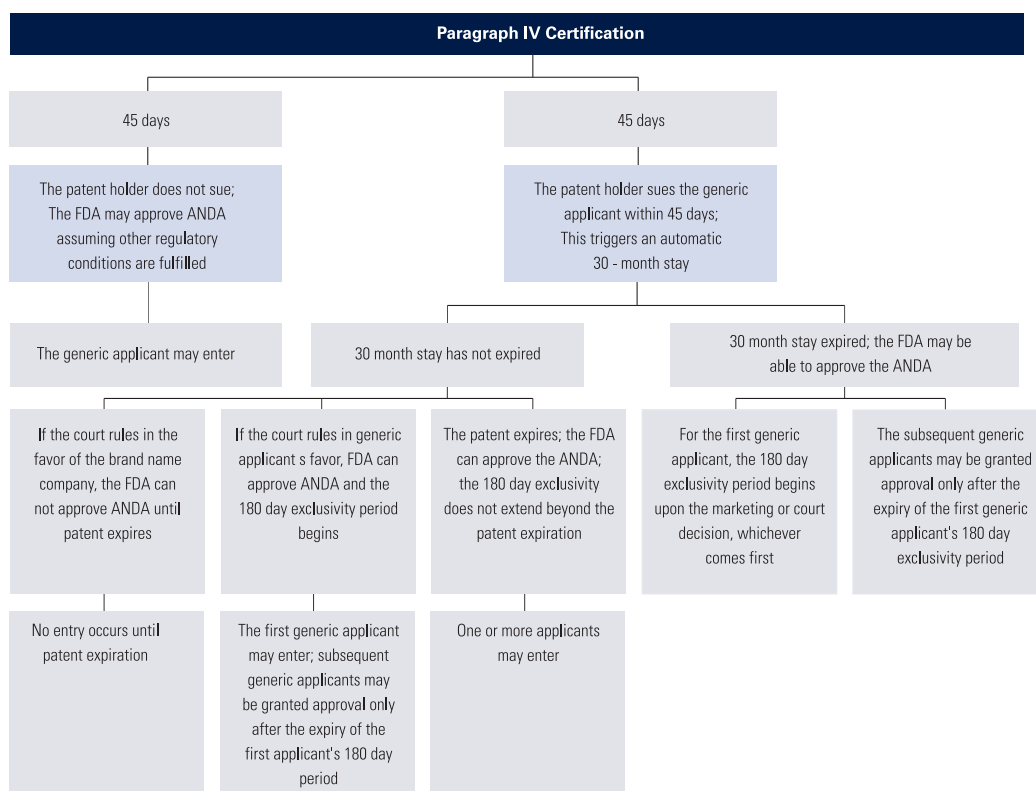 Paragraph IV Certification
45 days
45 days
The patent holder does not sue;
The FDA may approve ANDA
assuming other regulatory
conditions are fulfilled
The patent holder sues the generic
applicant within 45 days;
This triggers an automatic
30 - month stay
The generic applicant may enter
30 month stay has not expired
30 month stay expired; the FDA may be
able to approve the ANDA
If the court rules in the
favor of the brand name
company, the FDA can
not approve ANDA until
patent expires
If the court rules in generic
applicant s favor, FDA can
approve ANDA and the
180 day exclusivity period
begins
The patent expires; the FDA
can approve the ANDA;
the 180 day exclusivity
does not extend beyond the
patent expiration
For the first generic
applicant, the 180 day
exclusivity period begins
upon the marketing or court
decision, whichever
comes first
The subsequent generic
applicants may be granted
approval only after the
expiry of the first generic
applicant's 180 day
exclusivity period
No entry occurs until
patent expiration
The first generic applicant
may enter; subsequent
generic applicants may
be granted approval only
after the expiry of the
first applicant's 180 day
period
One or more applicants
may enter